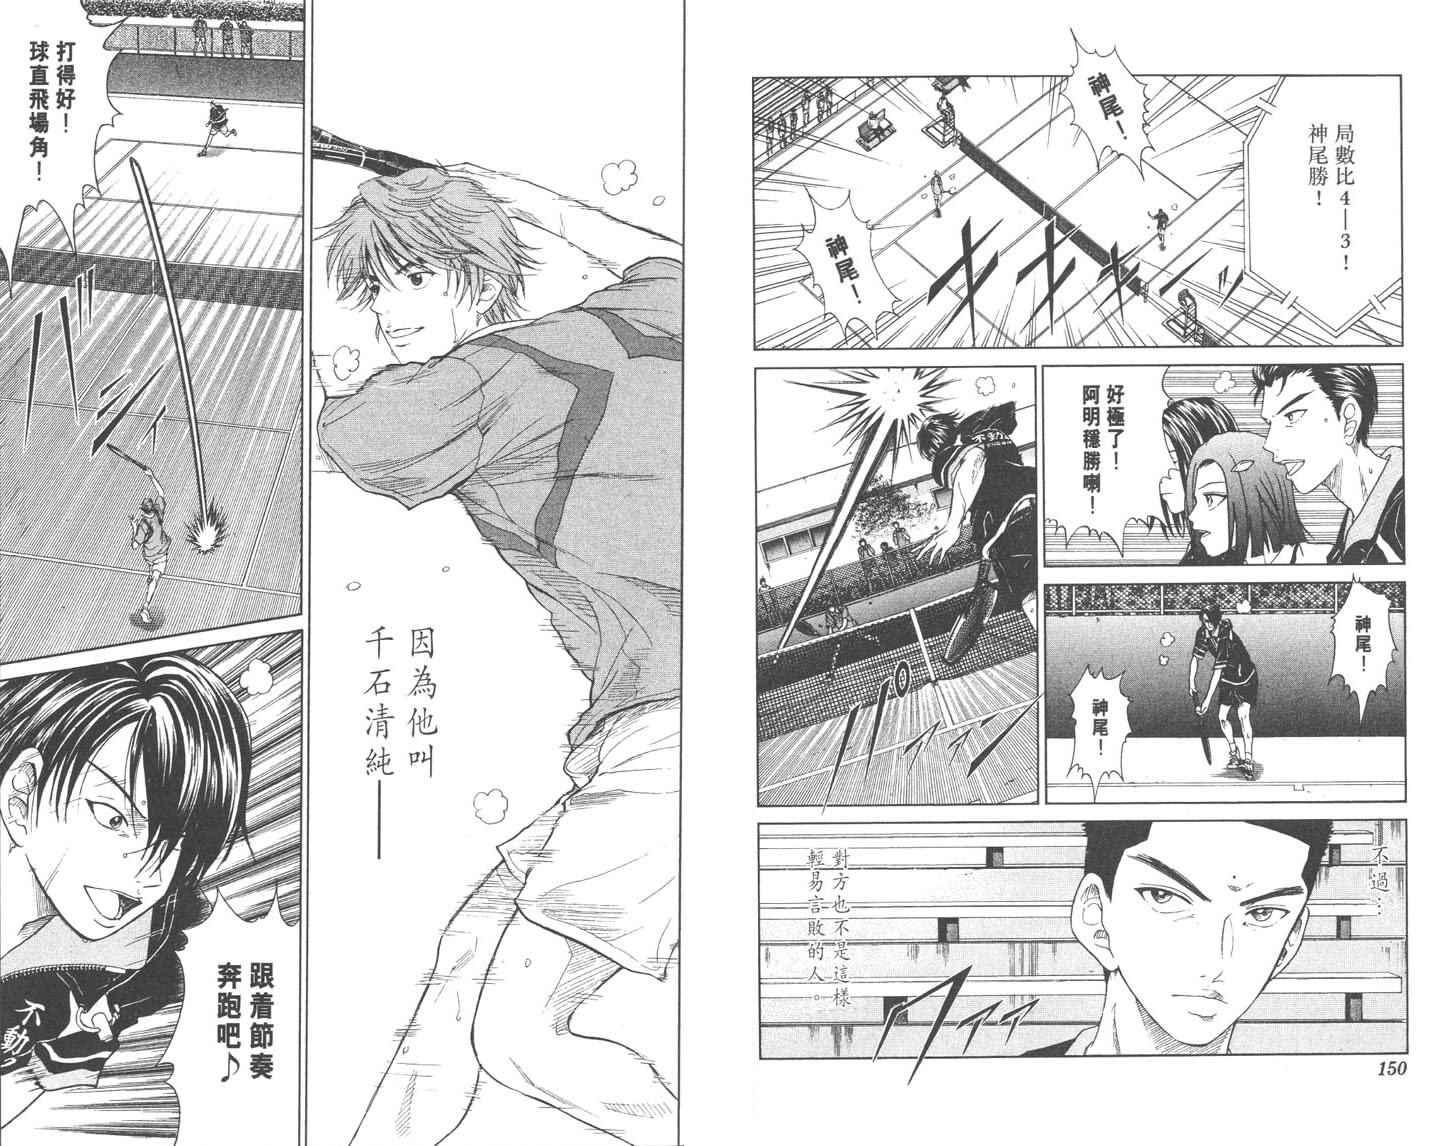 局數比4—3！
神尾勝！
神尾！
神尾！
好極了！
阿明穩勝喇！
不動
神尾！
神尾！
不過…
對方也不是這樣
輕易言敗的人。
150
因為他叫
千石清純——
打得好！
球直飛場角！
跟着節奏
奔跑吧♪
不動